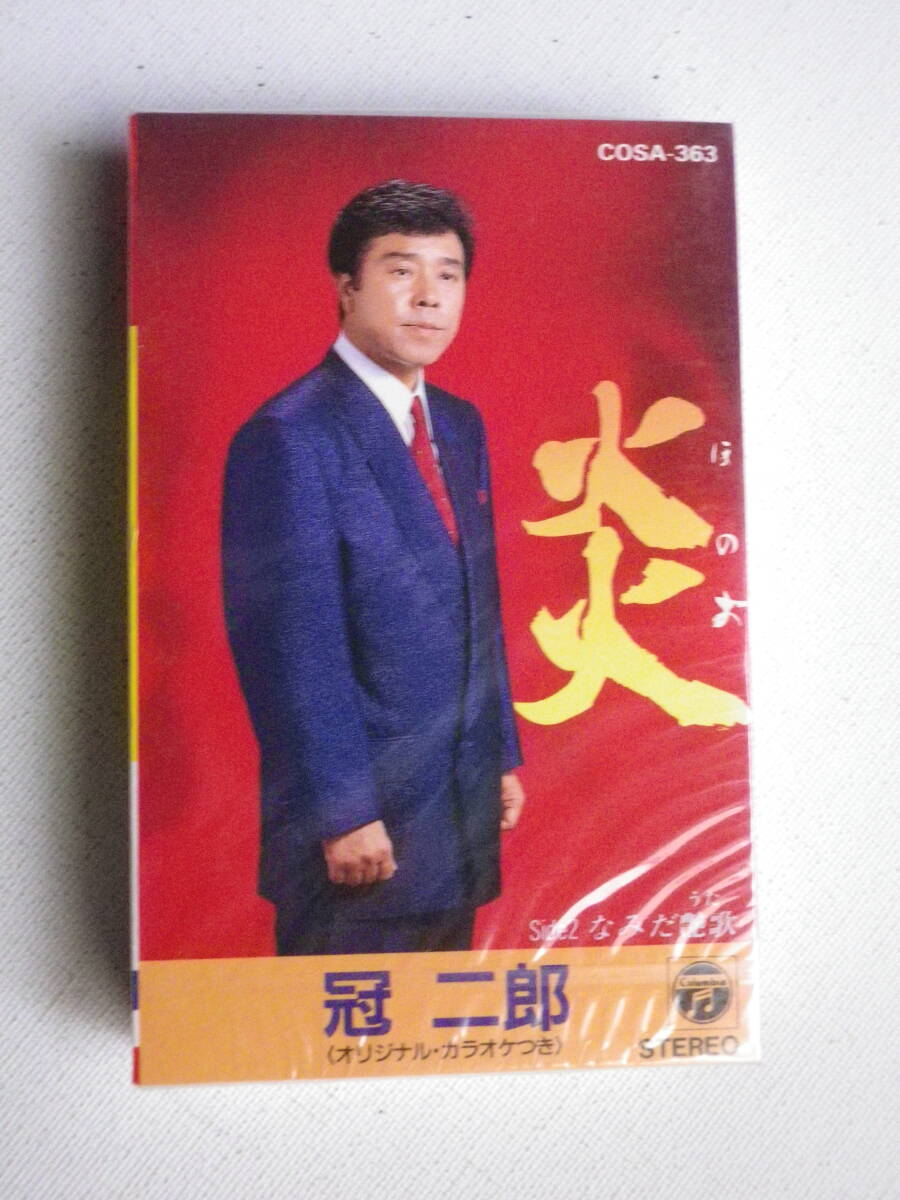 COSA-363
炎
ほのお
うた
Side2 なみだ艶歌
冠 二郎
〈オリジナル・カラオケつき〉
Columbia
STEREO